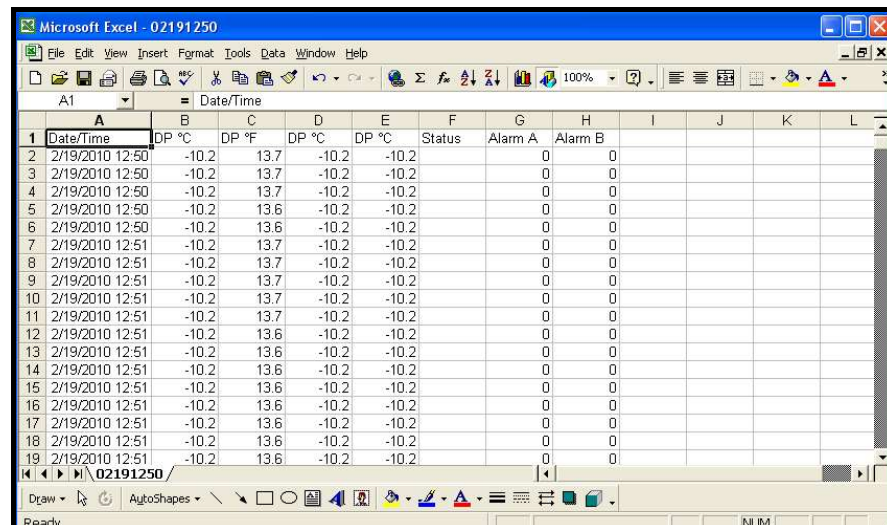 Microsoft Excel - 02191250
File Edit View Insert Format Tools Data Window Help
100%
A1 = Date/Time
A B C D E F G H I J K L
1 Date/Time DP °C DP °F DP °C DP °C Status Alarm A Alarm B
2 2/19/2010 12:50 -10.2 13.7 -10.2 -10.2 0 0
3 2/19/2010 12:50 -10.2 13.7 -10.2 -10.2 0 0
4 2/19/2010 12:50 -10.2 13.7 -10.2 -10.2 0 0
5 2/19/2010 12:50 -10.2 13.6 -10.2 -10.2 0 0
6 2/19/2010 12:50 -10.2 13.6 -10.2 -10.2 0 0
7 2/19/2010 12:51 -10.2 13.7 -10.2 -10.2 0 0
8 2/19/2010 12:51 -10.2 13.7 -10.2 -10.2 0 0
9 2/19/2010 12:51 -10.2 13.7 -10.2 -10.2 0 0
10 2/19/2010 12:51 -10.2 13.7 -10.2 -10.2 0 0
11 2/19/2010 12:51 -10.2 13.7 -10.2 -10.2 0 0
12 2/19/2010 12:51 -10.2 13.6 -10.2 -10.2 0 0
13 2/19/2010 12:51 -10.2 13.6 -10.2 -10.2 0 0
14 2/19/2010 12:51 -10.2 13.6 -10.2 -10.2 0 0
15 2/19/2010 12:51 -10.2 13.6 -10.2 -10.2 0 0
16 2/19/2010 12:51 -10.2 13.6 -10.2 -10.2 0 0
17 2/19/2010 12:51 -10.2 13.6 -10.2 -10.2 0 0
18 2/19/2010 12:51 -10.2 13.6 -10.2 -10.2 0 0
19 2/19/2010 12:51 -10.2 13.6 -10.2 -10.2 0 0
02191250
Draw AutoShapes
Ready NUM